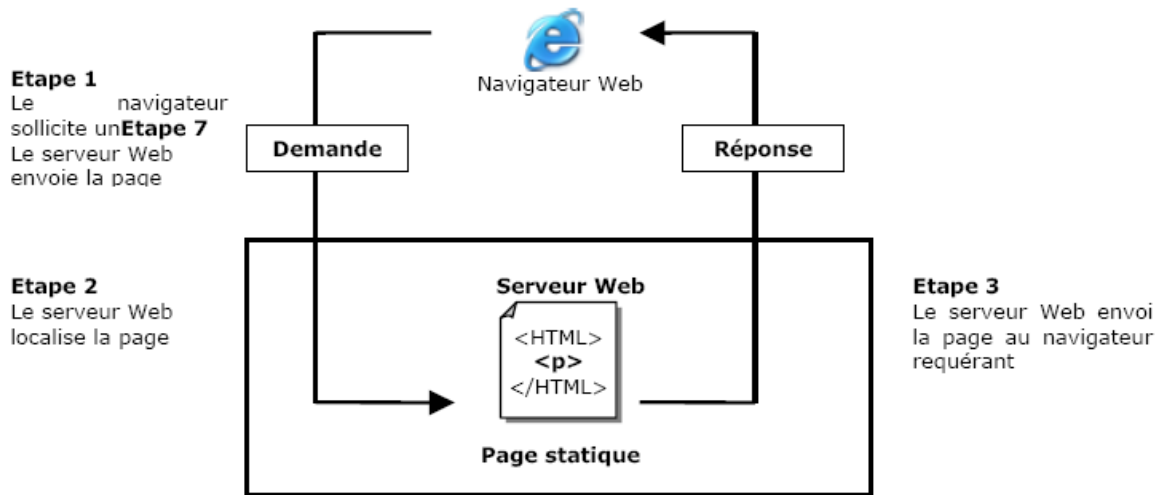 Navigateur Web
Etape 1
Le navigateur
sollicite unEtape 7
Le serveur Web
envoie la page
Demande
Réponse
Etape 2
Le serveur Web
localise la page
Serveur Web
<HTML>
<p>
</HTML>
Page statique
Etape 3
Le serveur Web envoi
la page au navigateur
requérant